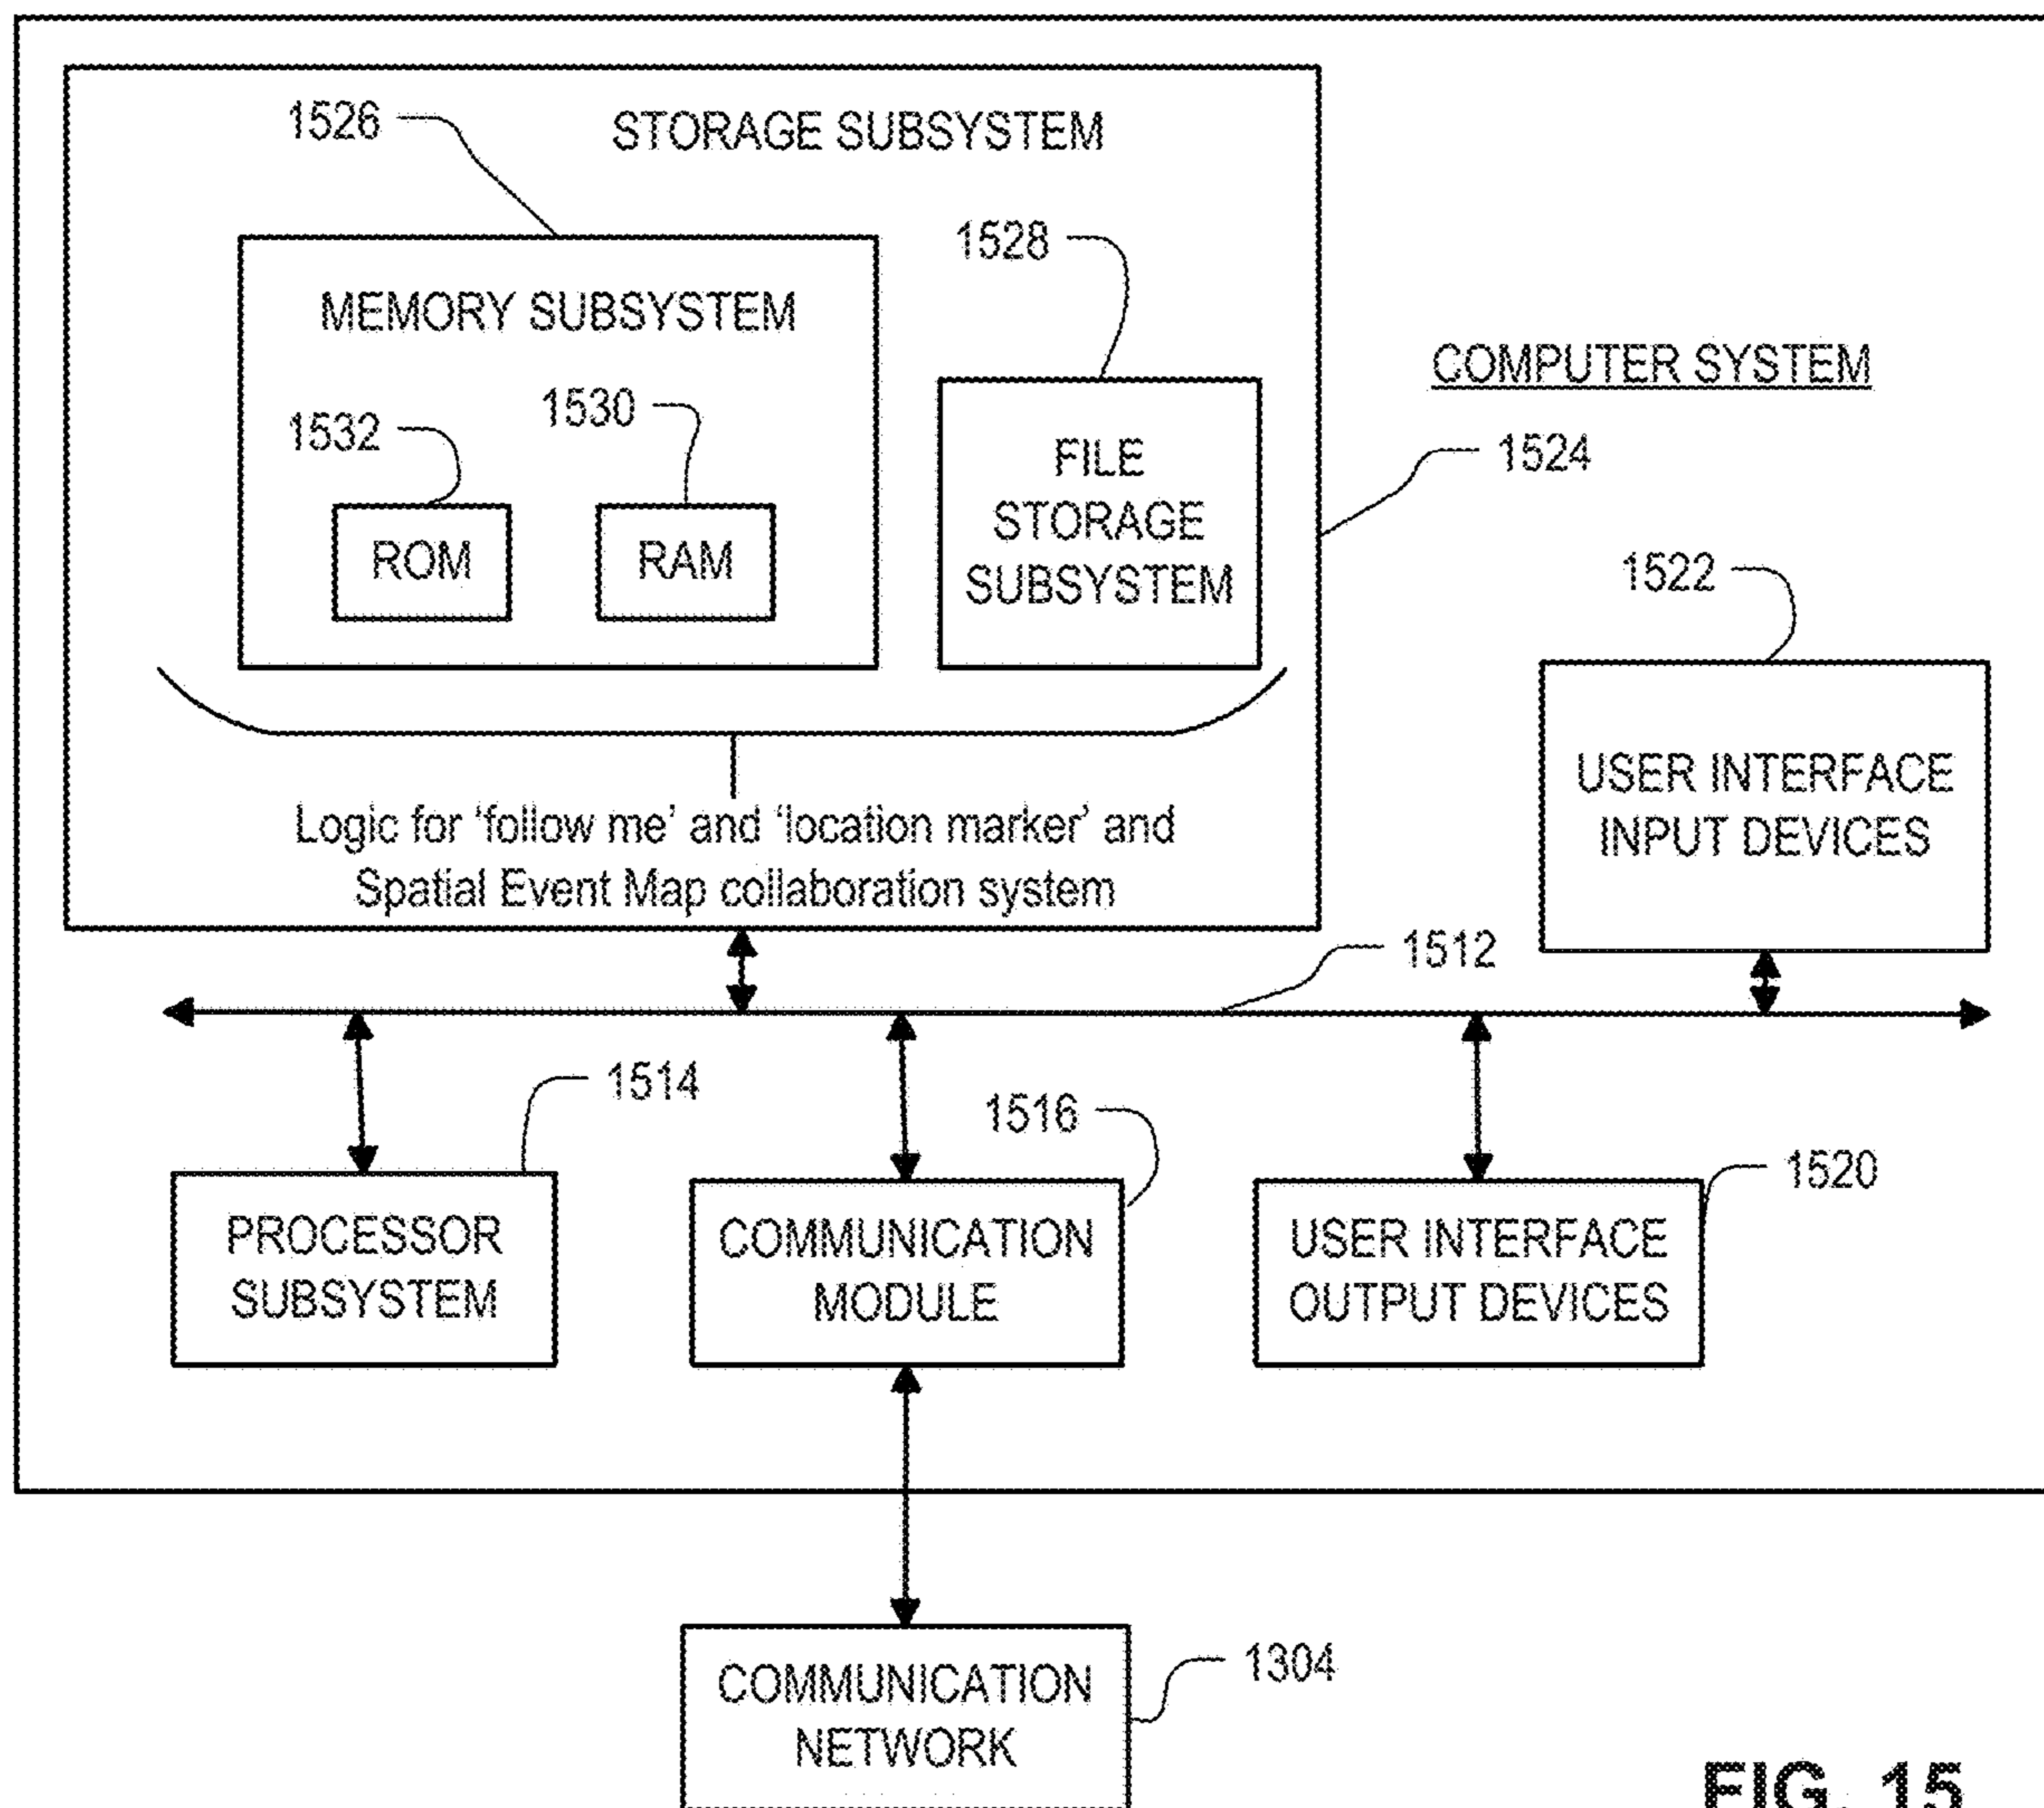 1526
STORAGE SUBSYSTEM
1528
MEMORY SUBSYSTEM
COMPUTER SYSTEM
1532
1530
1524
FILE
STORAGE
SUBSYSTEM
ROM
RAM
1522
USER INTERFACE
INPUT DEVICES
Logic for ‘follow me’ and ‘location marker’ and
Spatial Event Map collaboration system
1512
1514
1516
1520
PROCESSOR
SUBSYSTEM
COMMUNICATION
MODULE
USER INTERFACE
OUTPUT DEVICES
1304
COMMUNICATION
NETWORK
FIG. 15